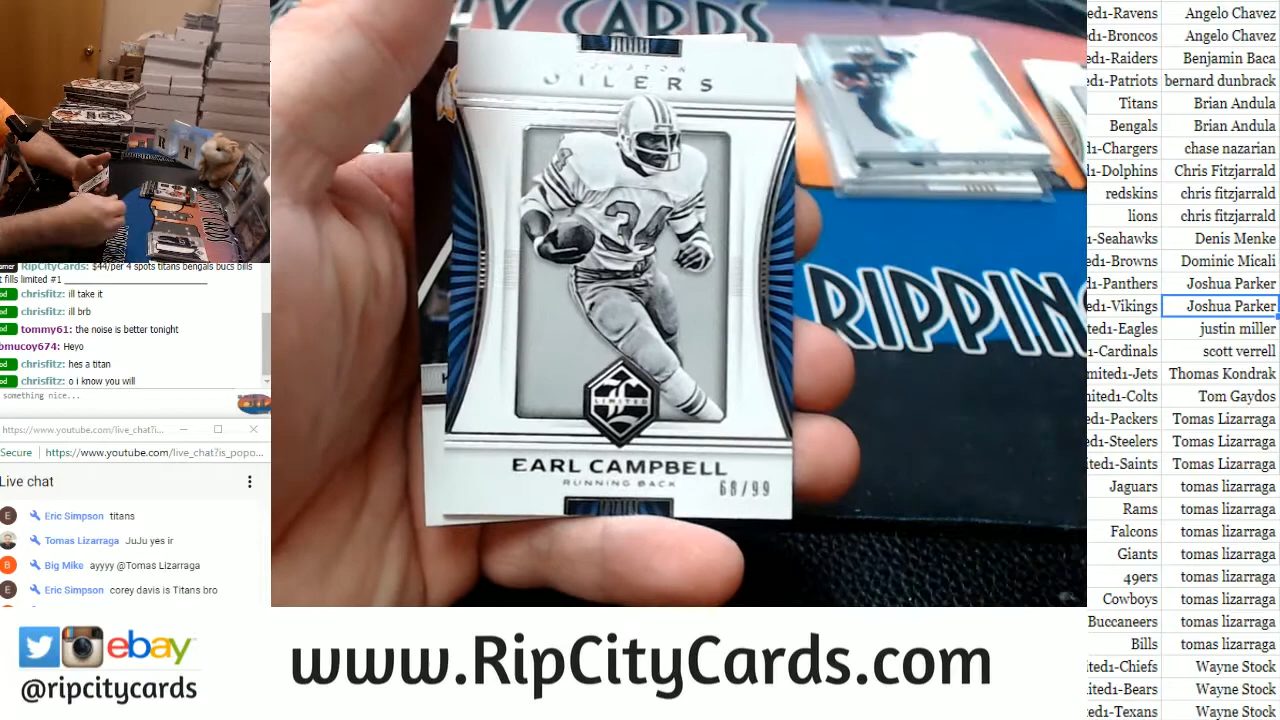 RipCityCards: $44/per 4 spots titans bengals bucs bills
t fills limited #1
chrisfitz: ill take it
chrisfitz: ill brb
tommy61: the noise is better tonight
bmucoy674: Heyo
chrisfitz: hes a titan
chrisfitz: o i know you will
something nice...
https://www.youtube.com/live_chat?i...
Secure https://www.youtube.com/live_chat?is_popo...
Live chat
E Eric Simpson titans
Tomas Lizarraga JuJu yes ir
B Big Mike ayyyy @Tomas Lizarraga
E Eric Simpson corey davis is Titans bro
CARDS
OILERS
34
LIMITED
EARL CAMPBELL
RUNNING BACK
68/99
RIPPIN
ed1-Ravens Angelo Chavez
ed1-Broncos Angelo Chavez
ed1-Raiders Benjamin Baca
ed1-Patriots bernard dunbrack
Titans Brian Andula
Bengals Brian Andula
1-Chargers chase nazarian
1-Dolphins Chris Fitzjarrald
redskins chris fitzjarrald
lions chris fitzjarrald
1-Seahawks Denis Menke
1-Browns Dominie Micali
1-Panthers Joshua Parker
ed1-Vikings Joshua Parker
ted1-Eagles justin miller
1-Cardinals scott verrell
mited1-Jets Thomas Kondrak
ited1-Colts Tom Gaydos
ed1-Packers Tomas Lizarraga
ed1-Steelers Tomas Lizarraga
ted1-Saints Tomas Lizarraga
Jaguars tomas lizarraga
Rams tomas lizarraga
Falcons tomas lizarraga
Giants tomas lizarraga
49ers tomas lizarraga
Cowboys tomas lizarraga
Buccaneers tomas lizarraga
Bills tomas lizarraga
ted1-Chiefs Wayne Stock
ited1-Bears Wayne Stock
ted1-Texans Wayne Stock
ebay
@ripcitycards
www.RipCityCards.com